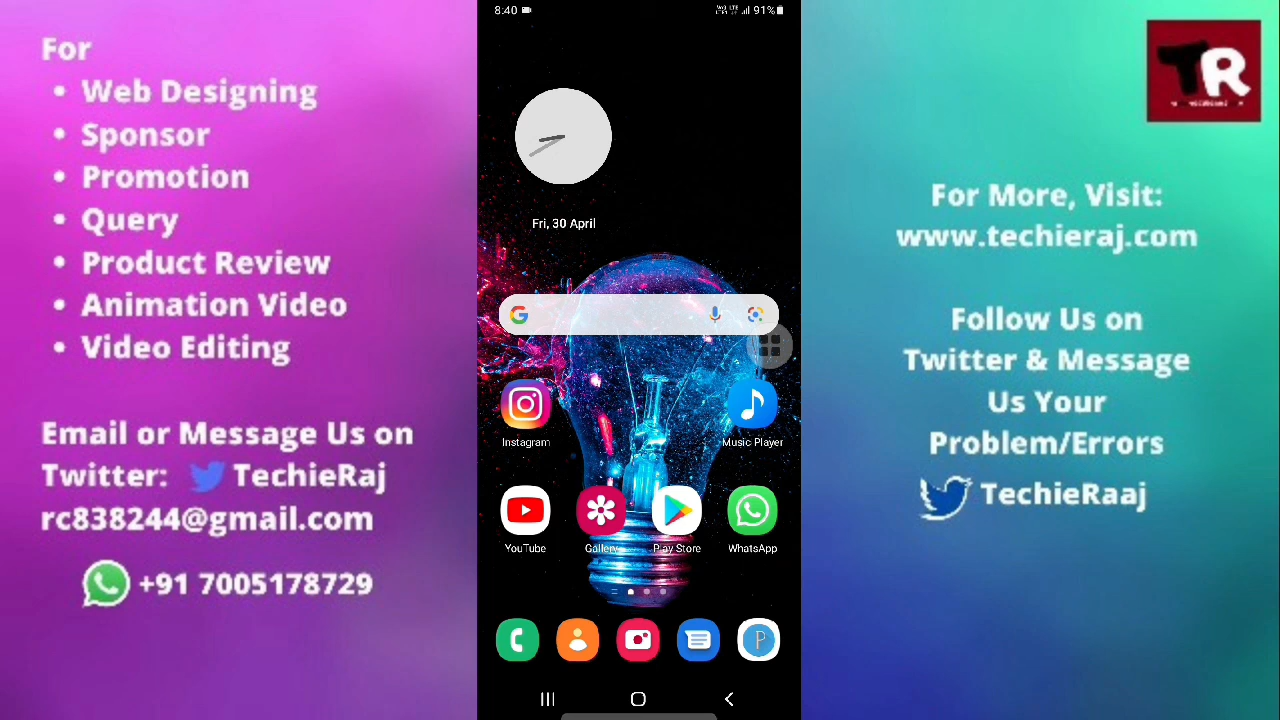 For
• Web Designing
• Sponsor
• Promotion
• Query
• Product Review
• Animation Video
• Video Editing
Email or Message Us on
Twitter: TechieRaj
rc838244@gmail.com
+91 7005178729
8:40
91%
Fri, 30 April
Instagram
Music Player
YouTube
Gallery
Play Store
WhatsApp
TR
For More, Visit:
www.techieraj.com
Follow Us on
Twitter & Message
Us Your
Problem/Errors
TechieRaaj